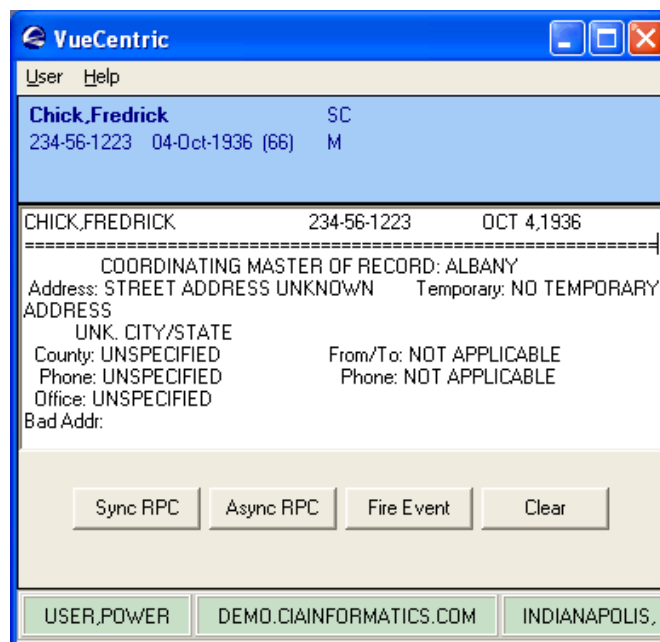 VueCentric
User Help
Chick,Fredrick SC
234-56-1223 04-Oct-1936 (66) M
CHICK,FREDRICK 234-56-1223 OCT 4,1936
==============================================================
COORDINATING MASTER OF RECORD: ALBANY
Address: STREET ADDRESS UNKNOWN Temporary: NO TEMPORARY
ADDRESS
UNK. CITY/STATE
County: UNSPECIFIED From/To: NOT APPLICABLE
Phone: UNSPECIFIED Phone: NOT APPLICABLE
Office: UNSPECIFIED
Bad Addr:
Sync RPC Async RPC Fire Event Clear
USER,POWER DEMO.CIAINFORMATICS.COM INDIANAPOLIS,